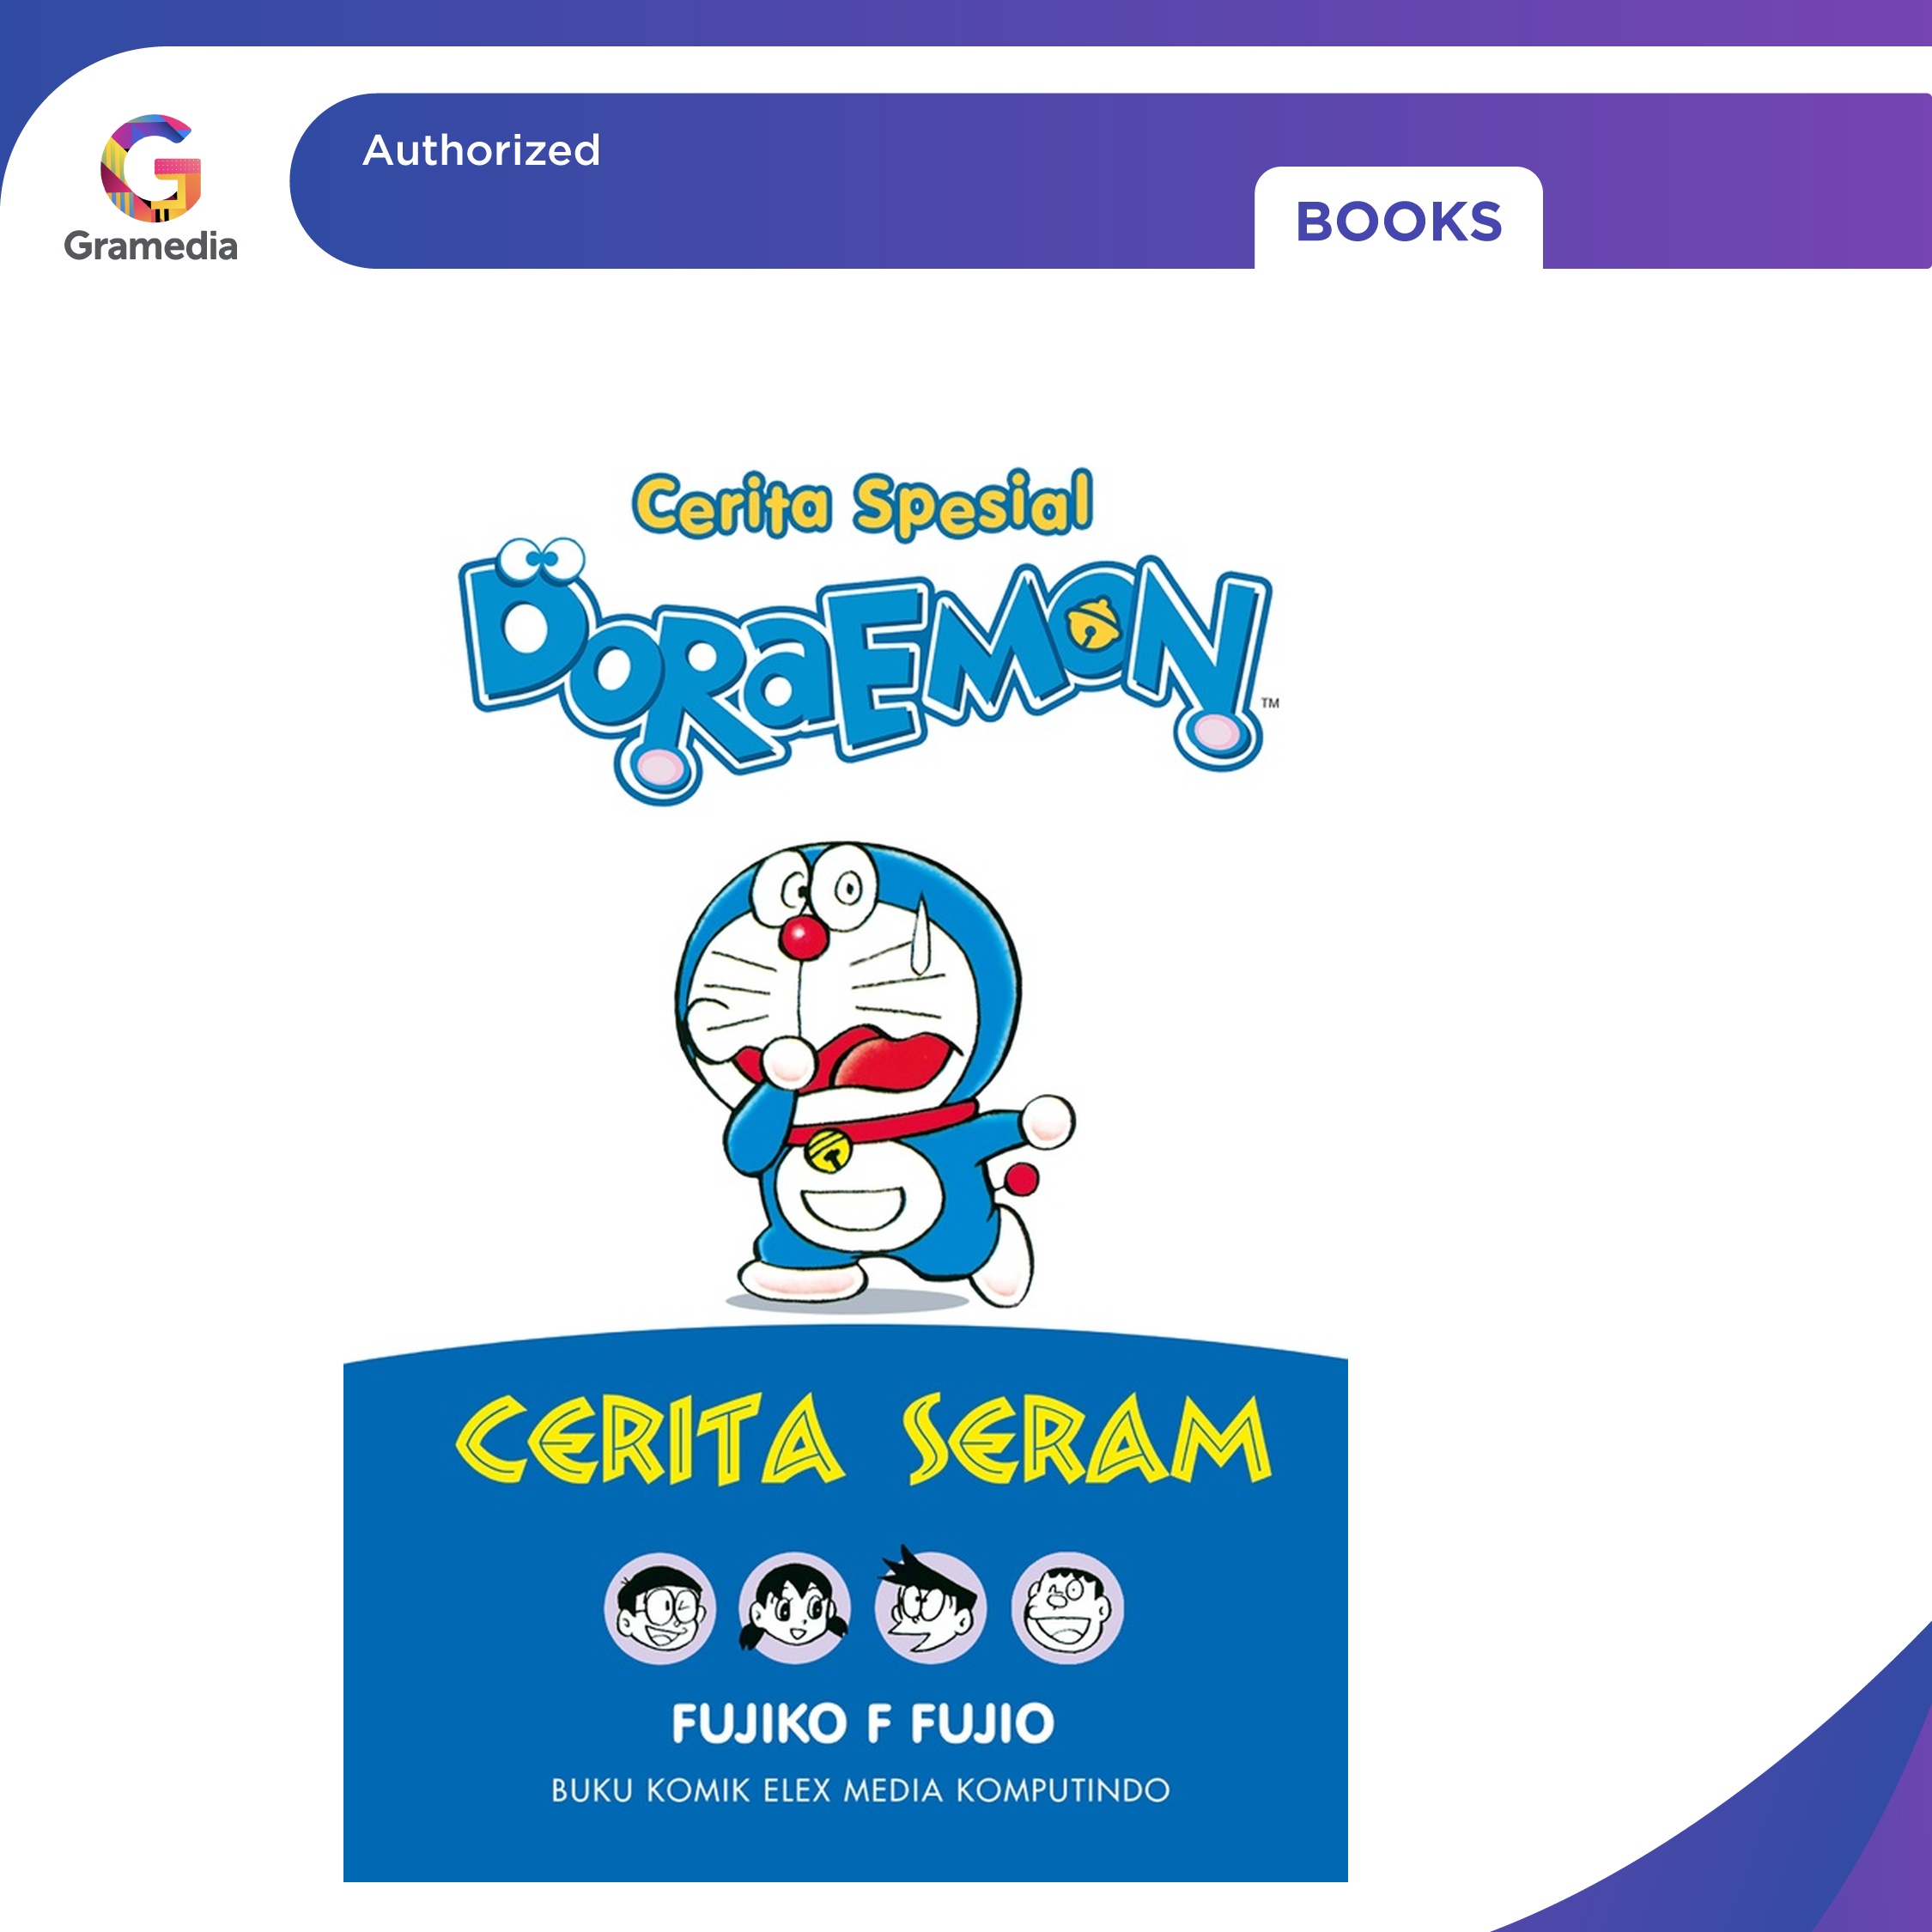 Authorized
Gramedia
BOOKS
Cerita Spesial
DORAEMON
™
CERITA SERAM
FUJIKO F FUJIO
BUKU KOMIK ELEX MEDIA KOMPUTINDO